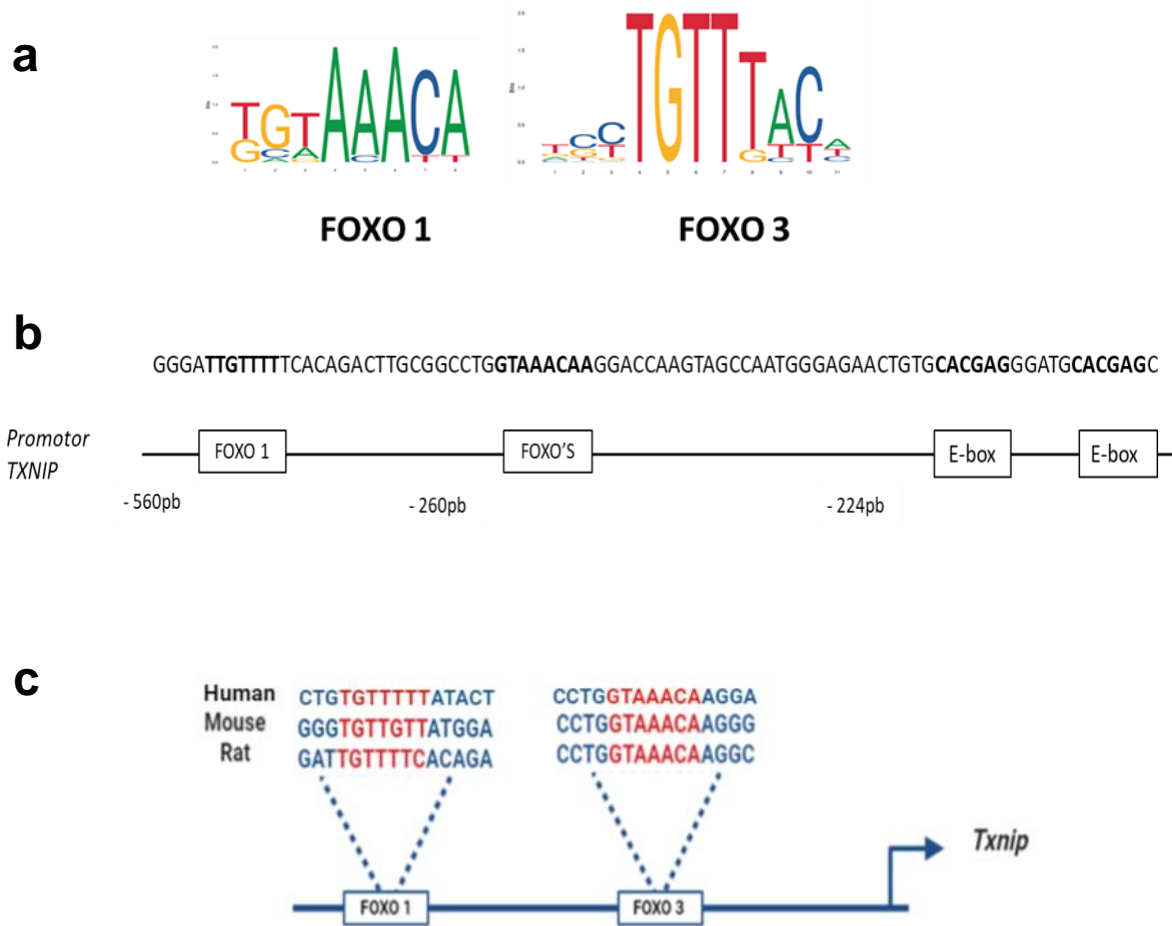 a
FOXO 1
FOXO 3
b
GGGATTGTTTTTCACAGACTTGCGGCCTGGTAAACAAGGACCAAGTAGCCAATGGGAGAACTGTGCACGAGGGATGCACGAGC
Promotor
TXNIP
FOXO 1
FOXO'S
E-box
E-box
- 560pb
- 260pb
- 224pb
c
Human CTGTGTTTTTATACT CCTGGTAAACAAGGA
Mouse GGGTGTTGTTATGGA CCTGGTAAACAAGGG
Rat GATTGTTTTCACAGA CCTGGTAAACAAGGC
Txnip
FOXO 1
FOXO 3